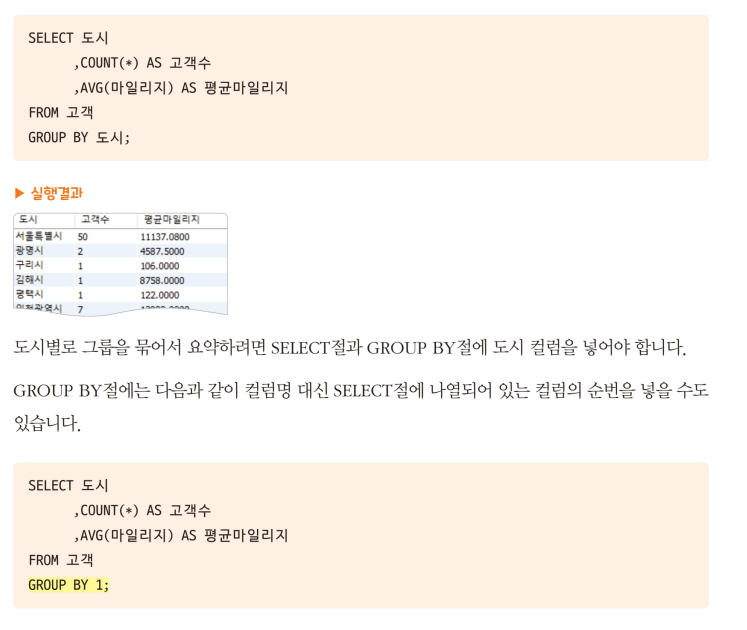 SELECT 도시
,COUNT(*) AS 고객수
,AVG(마일리지) AS 평균마일리지
FROM 고객
GROUP BY 도시;
▶ 실행결과
도시 고객수 평균마일리지
서울특별시 50 11137.0800
광명시 2 4587.5000
구리시 1 106.0000
김해시 1 8758.0000
평택시 1 122.0000
7
도시별로 그룹을 묶어서 요약하려면 SELECT절과 GROUP BY절에 도시 컬럼을 넣어야 합니다.
GROUP BY절에는 다음과 같이 컬럼명 대신 SELECT절에 나열되어 있는 컬럼의 순번을 넣을 수도
있습니다.
SELECT 도시
,COUNT(*) AS 고객수
,AVG(마일리지) AS 평균마일리지
FROM 고객
GROUP BY 1;